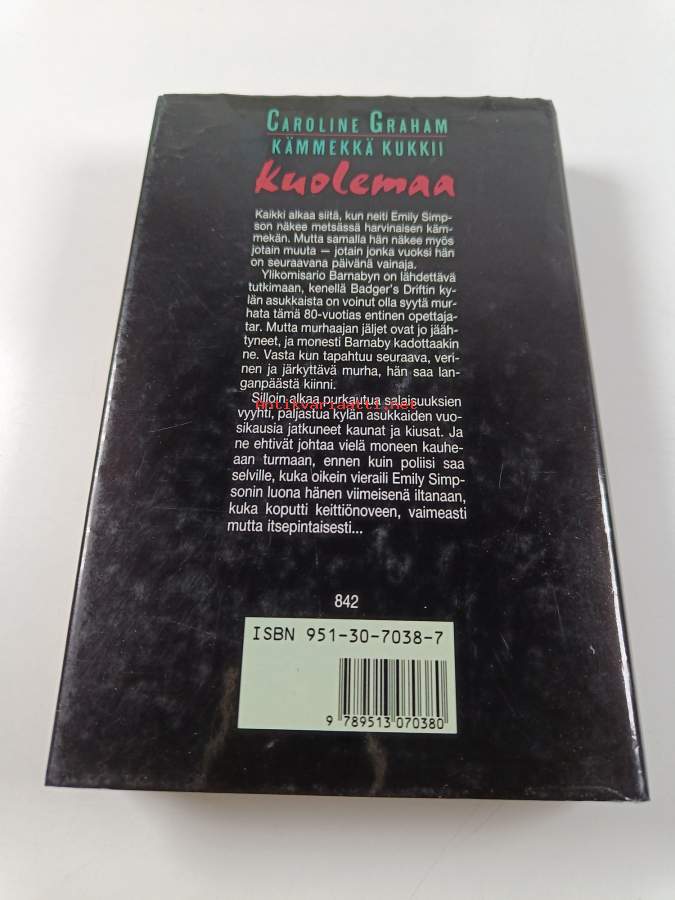 CAROLINE GRAHAM
KÄMMEKKÄ KUKKII
Kuolemaa
Kaikki alkaa siitä, kun neiti Emily Simp-
son näkee metsässä harvinaisen käm-
mekän. Mutta samalla hän näkee myös
jotain muuta — jotain jonka vuoksi hän
on seuraavana päivänä vainaja.
Ylikomisario Barnabyn on lähdettävä
tutkimaan, kenellä Badger's Driftin ky-
län asukkaista on voinut olla syytä mur-
hata tämä 80-vuotias entinen opettaja-
tar. Mutta murhaajan jäljet ovat jo jääh-
tyneet, ja monesti Barnaby kadottaakin
ne. Vasta kun tapahtuu seuraava, veri-
nen ja järkyttävä murha, hän saa lan-
ganpäästä kiinni.
Silloin alkaa purkautua salaisuuksien
Antikvariaatti.net
vyyhti, paljastua kylän asukkaiden vuo-
sikausia jatkuneet kaunat ja kiusat. Ja
ne ehtivät johtaa vielä moneen kauhe-
aan turmaan, ennen kuin poliisi saa
selville, kuka oikein vieraili Emily Simp-
sonin luona hänen viimeisenä iltanaan,
kuka koputti keittiönoveen, vaimeasti
mutta itsepintaisesti...
842
ISBN 951-30-7038-7
9 789513 070380